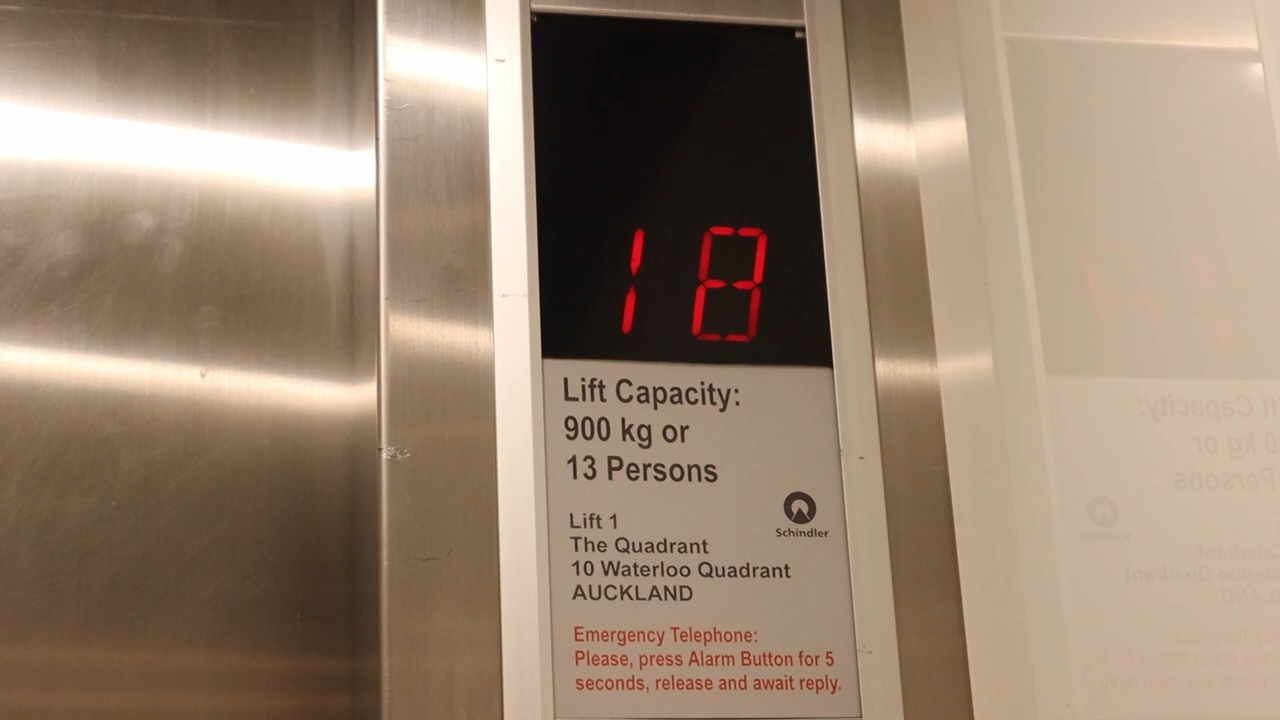 18
Lift Capacity:
900 kg or
13 Persons
Schindler
Lift 1
The Quadrant
10 Waterloo Quadrant
AUCKLAND
Emergency Telephone:
Please, press Alarm Button for 5
seconds, release and await reply.